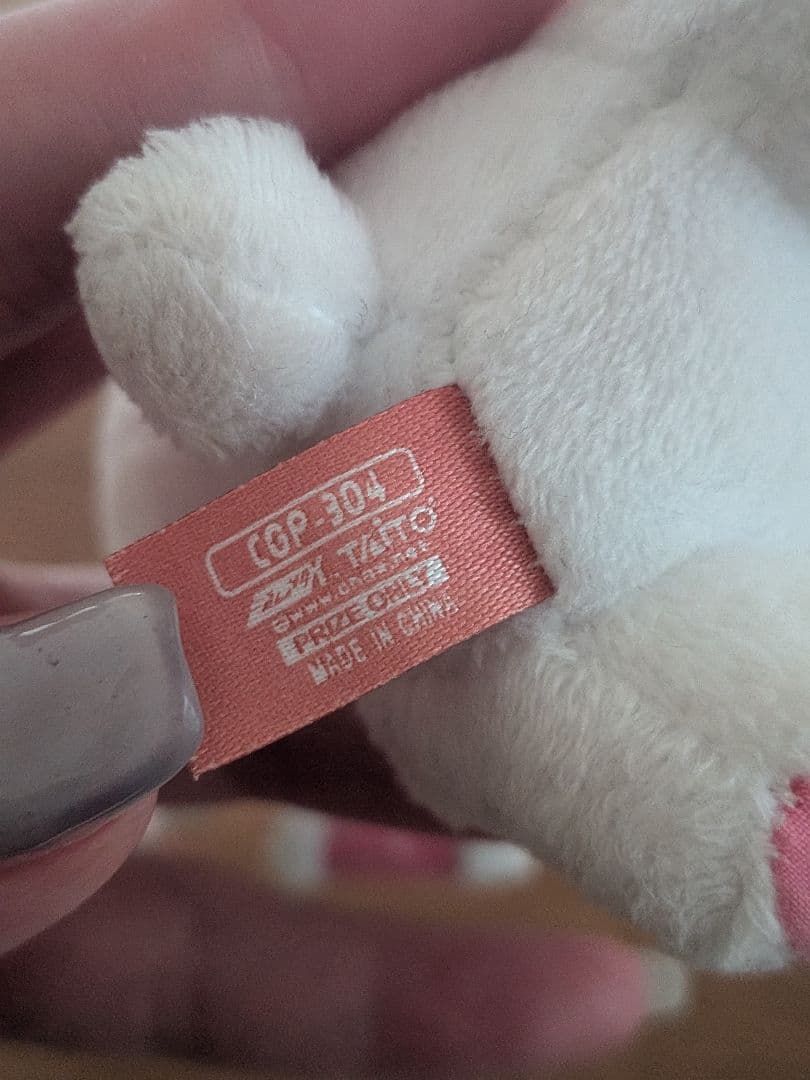 CGP-304
TAITO
PRIZE ONLY
MADE IN CHINA